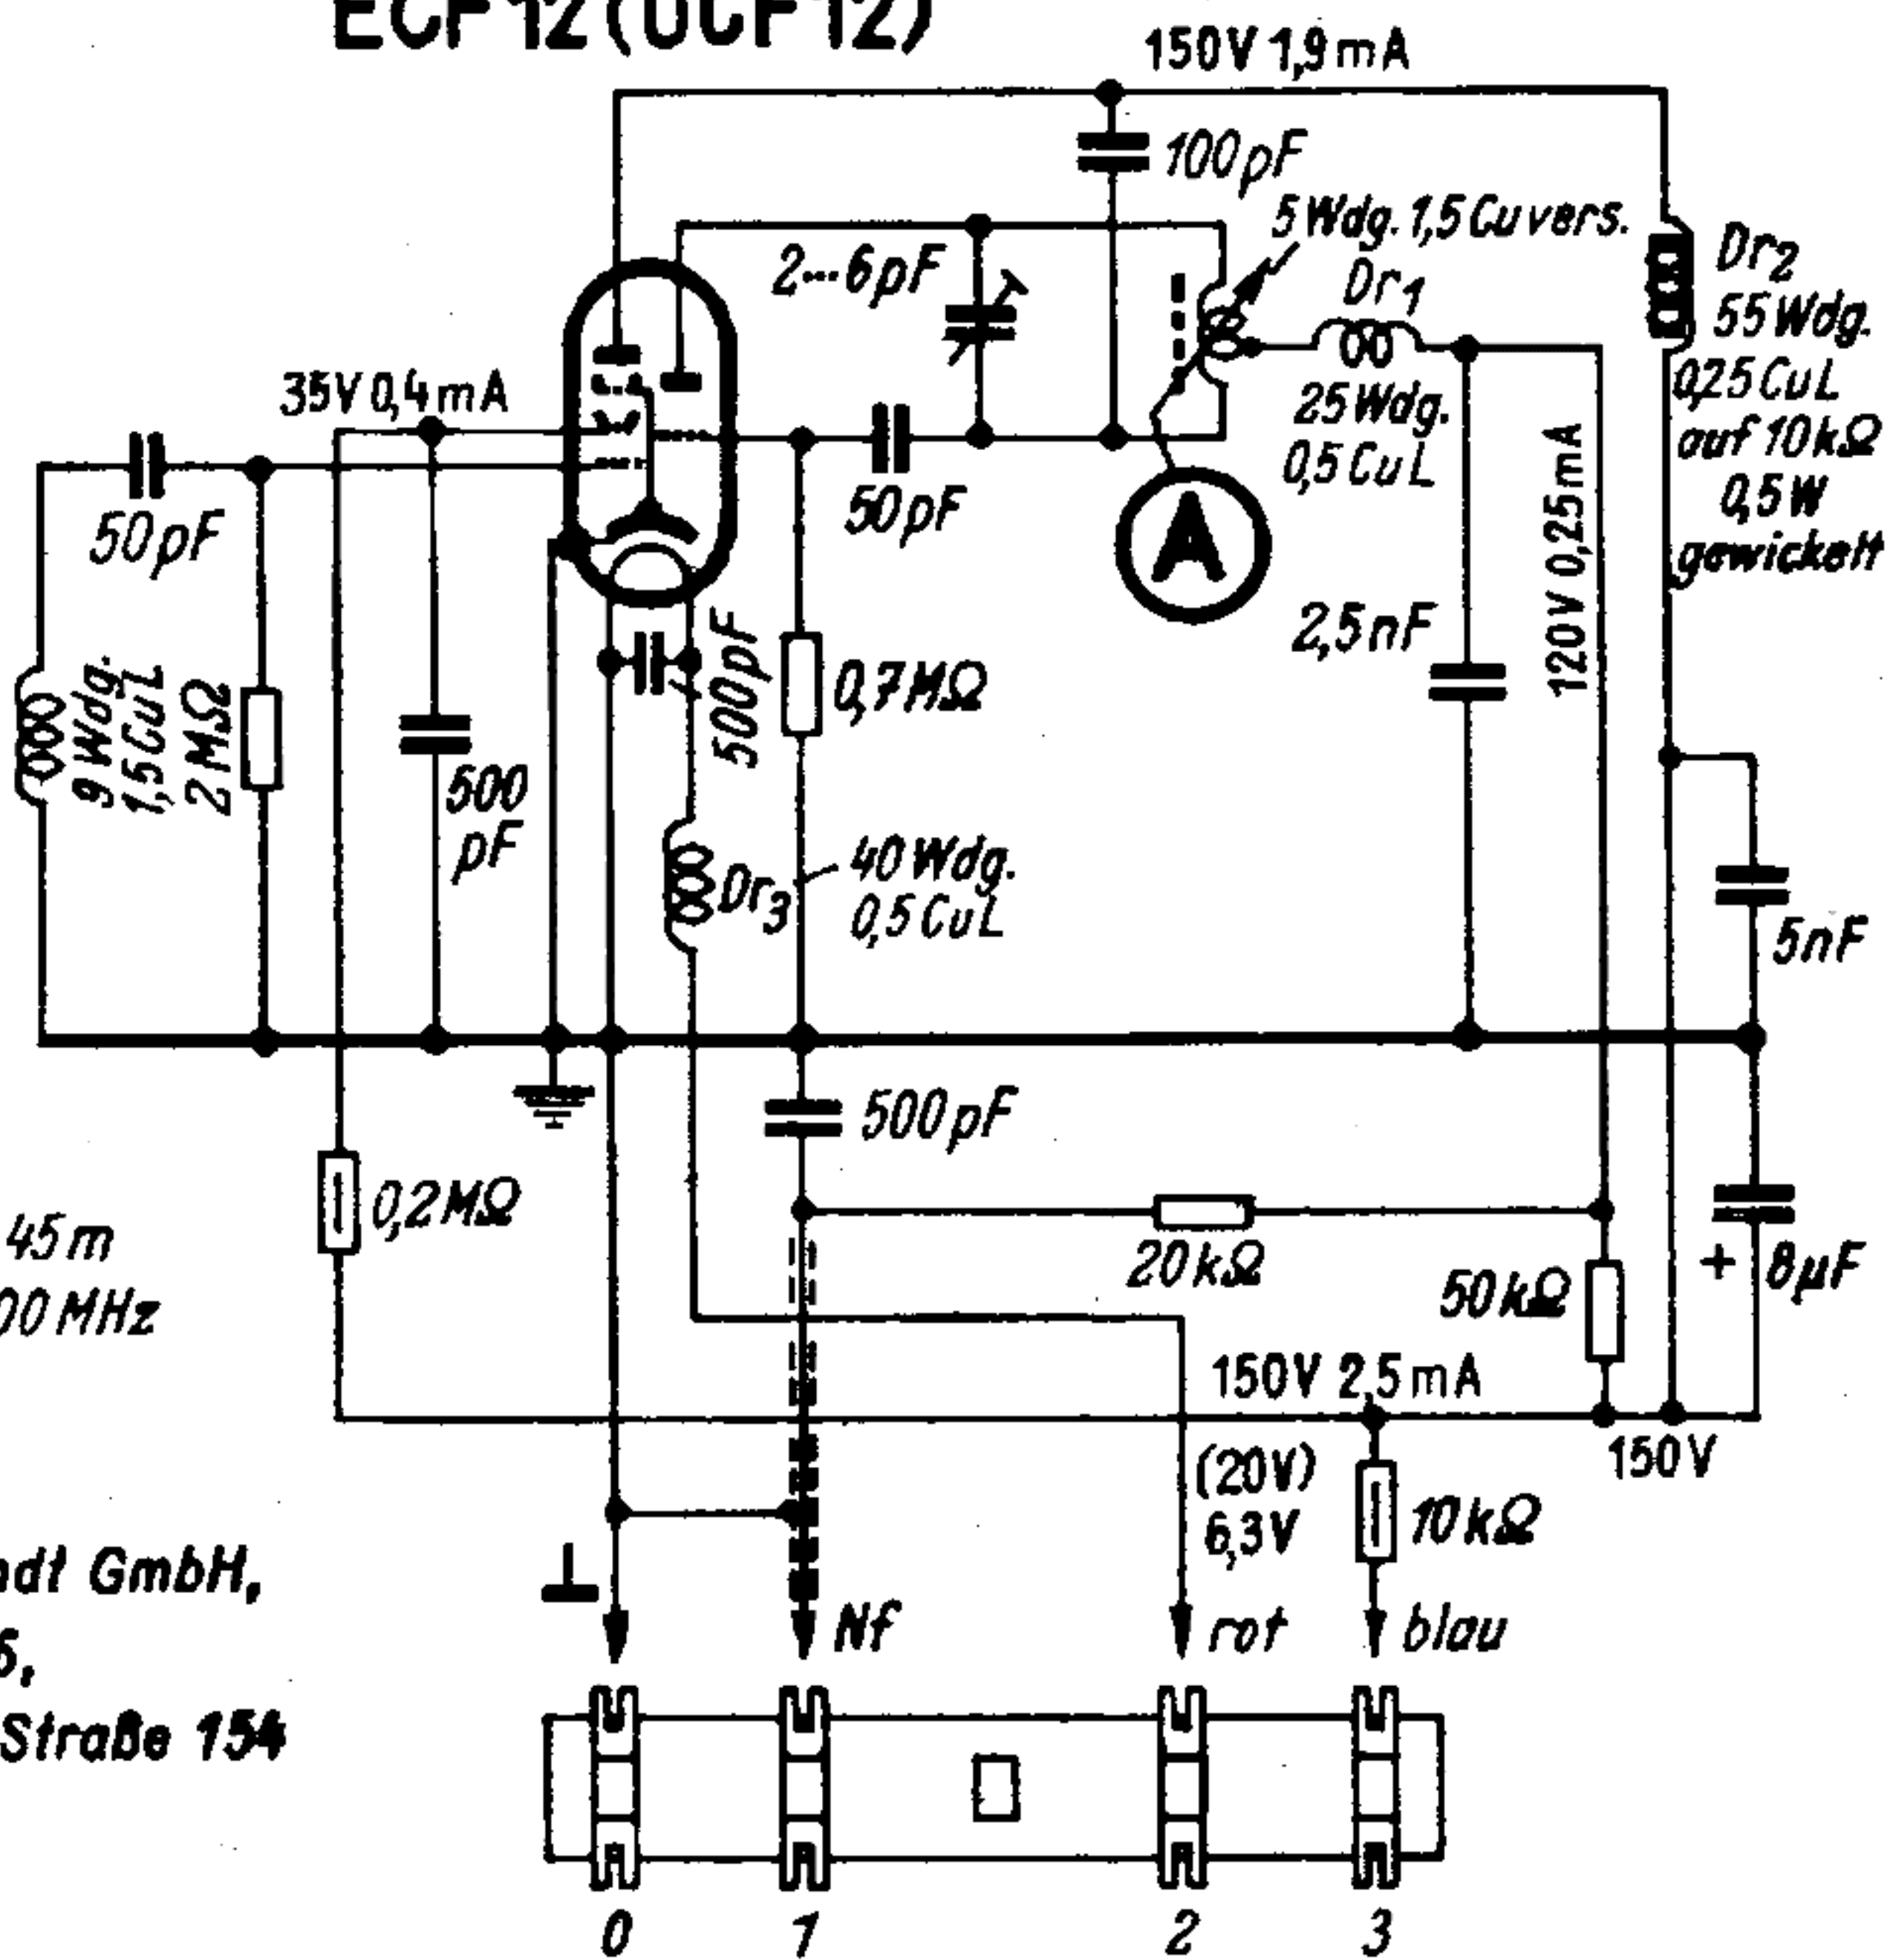 ECF12 (UCF12)
150V 1,9mA
100pF
5 Wdg. 1,5 Cu vers.
2---6pF
Dr1
Dr2
55 Wdg.
0,25 CuL
auf 10kΩ
0,5W
gewickelt
35V 0,4mA
25 Wdg.
0,5 CuL
50pF
50pF
A
120V 0,25mA
2,5nF
500pF
0,7MΩ
9 Wdg.
1,5 CuL
2MΩ
500
pF
Dr3
40 Wdg.
0,5 CuL
5nF
500pF
0,2MΩ
45m
00 MHz
20kΩ
50kΩ
+ 8µF
150V 2,5mA
150V
(20V)
6,3V
10kΩ
ndt GmbH,
Nf
rot
blau
Straße 154
0 1 2 3